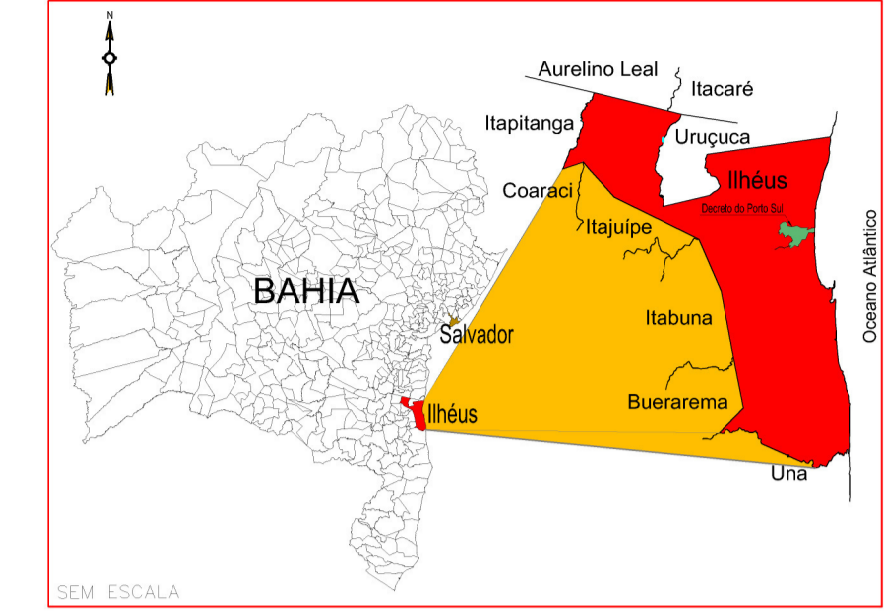 N
Aurelino Leal
Itacaré
Itapitanga
Uruçuca
Coaraci
Ilhéus
Decreto do Porto Sul
Itajuípe
Oceano Atlântico
BAHIA
Salvador
Itabuna
Ilhéus
Buerarema
Una
SEM ESCALA